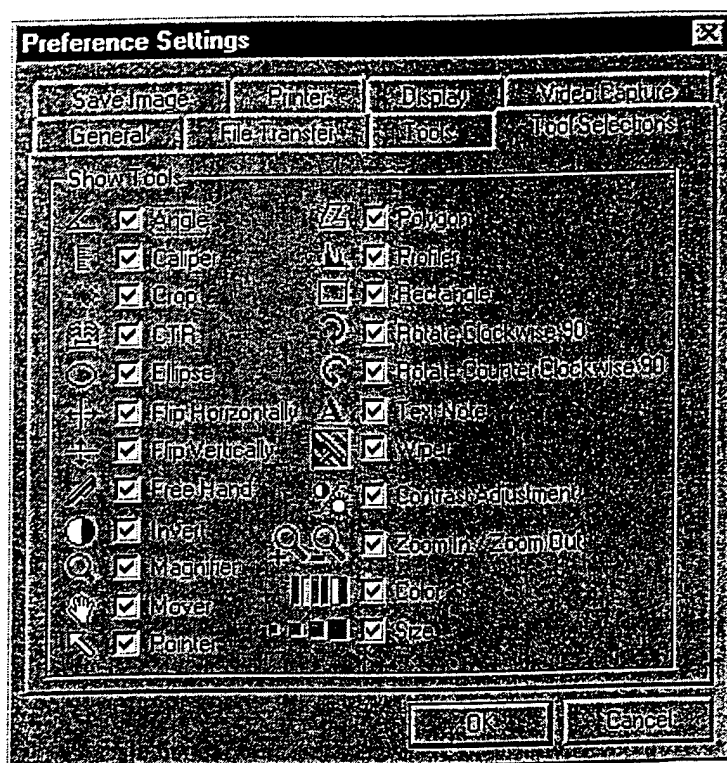 Preference Settings
Save Image Printer Display Video Capture
General File Transfer Tools Tool Selections
Show Tool
Angle
Caliper
Crop
CTR
Ellipse
Flip Horizontally
Flip Vertically
Free Hand
Invert
Magnifier
Mover
Pointer
Polygon
Profiler
Rectangle
Rotate Clockwise 90
Rotate Counter Clockwise 90
Text Note
Wiper
Contrast Adjustment
Zoom In / Zoom Out
Color
Size
OK Cancel